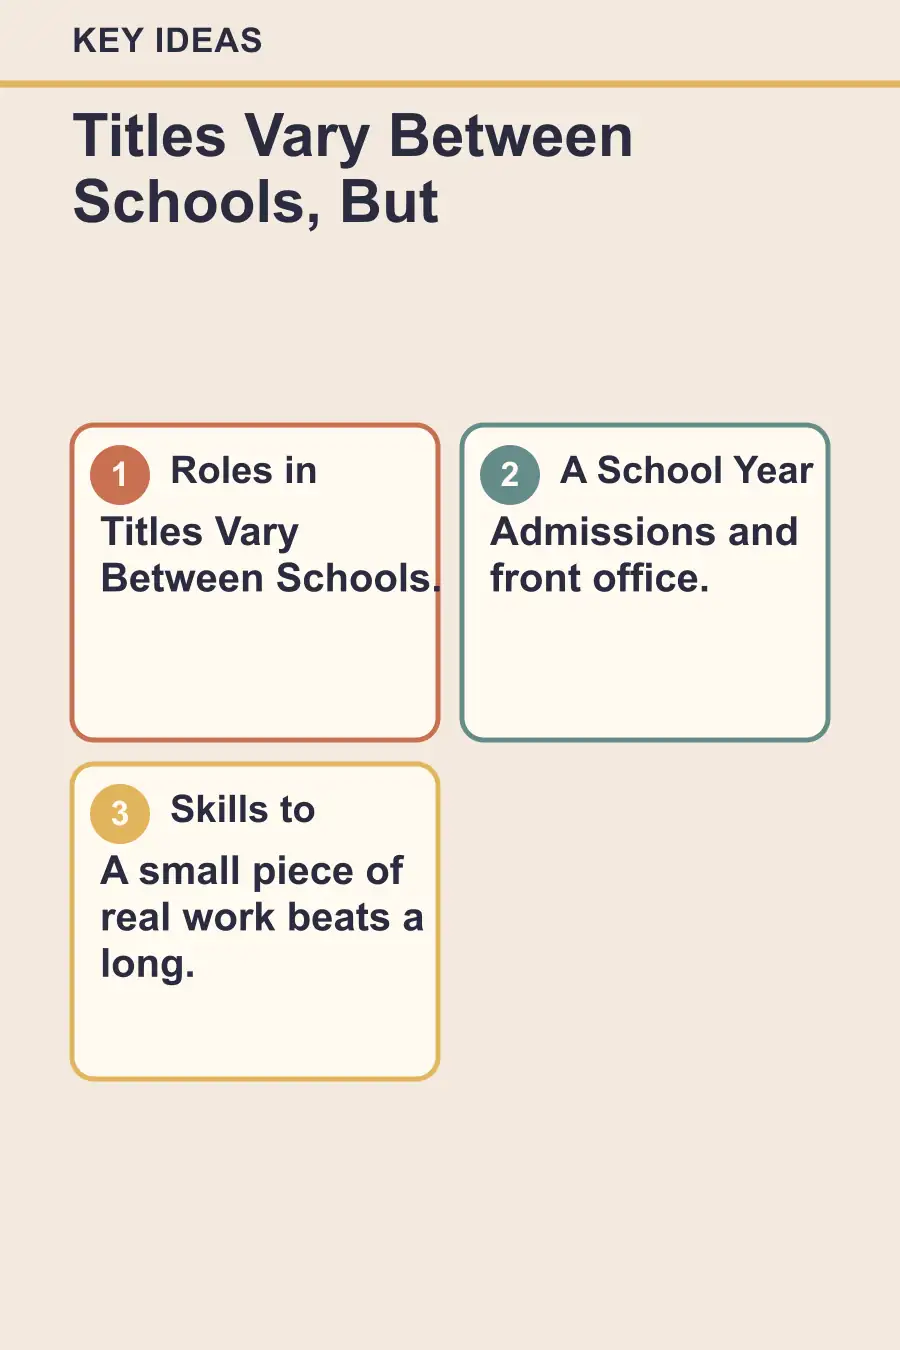 KEY IDEAS
Titles Vary Between
Schools, But
1 Roles in
Titles Vary
Between Schools.
2 A School Year
Admissions and
front office.
3 Skills to
A small piece of
real work beats a
long.